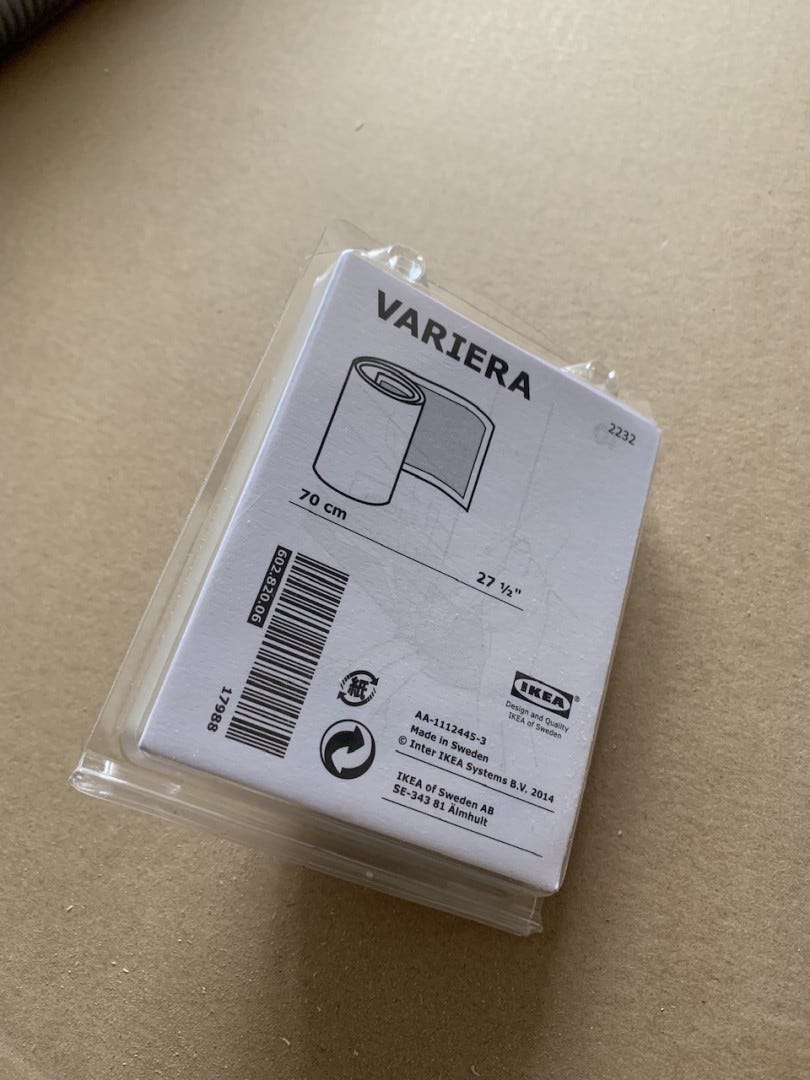 VARIERA
2232
70 cm
27 ½"
602.820.06
17988
紙
IKEA®
Design and Quality
IKEA of Sweden
AA-1112445-3
Made in Sweden
© Inter IKEA Systems B.V. 2014
IKEA of Sweden AB
SE-343 81 Älmhult